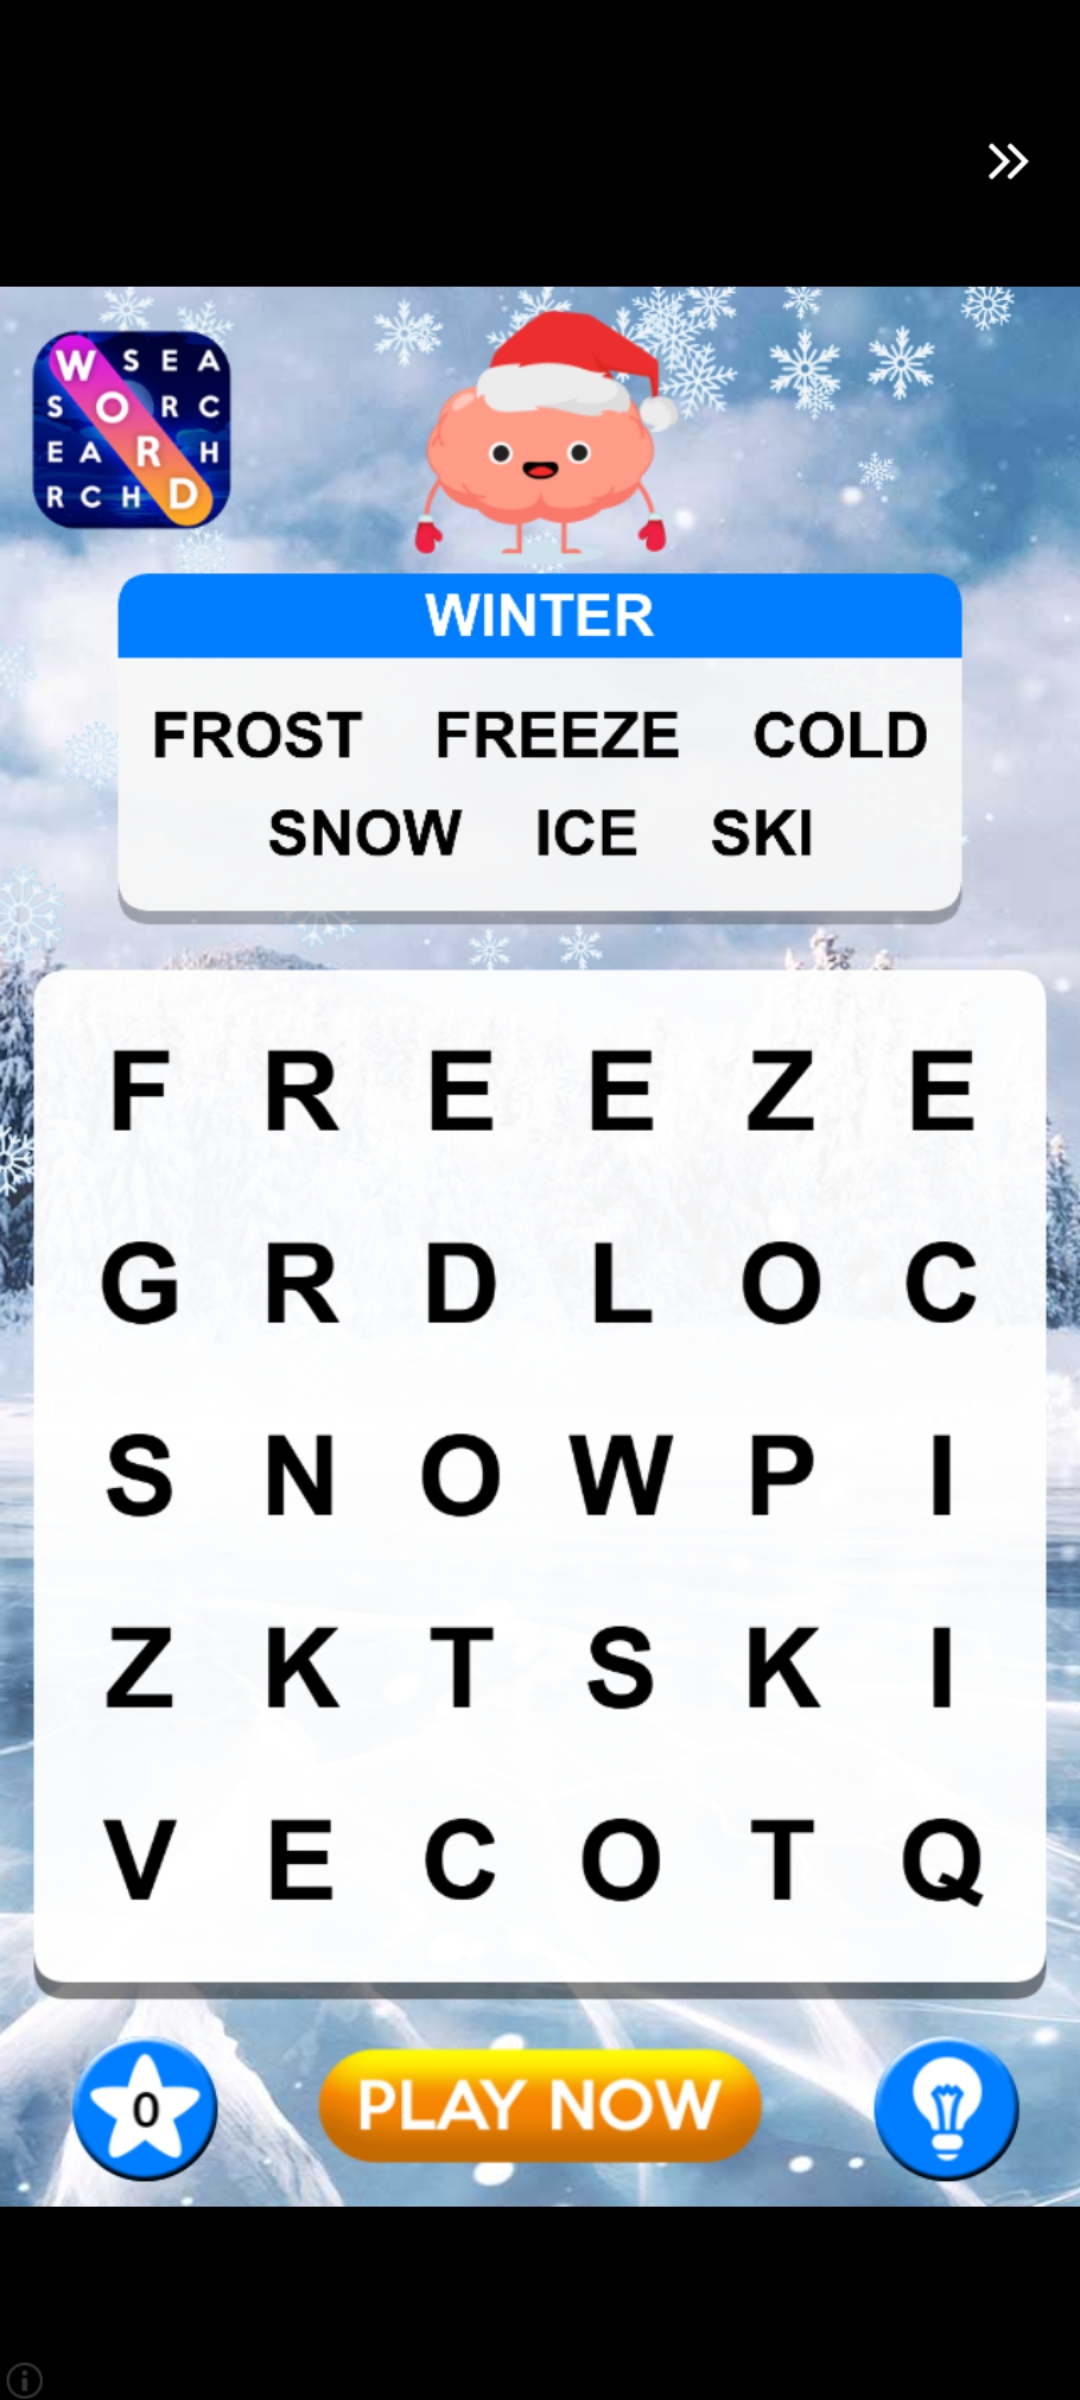 W S E A
S O R C
E A R H
R C H D
WINTER
FROST FREEZE COLD
SNOW ICE SKI
F R E E Z E
G R D L O C
S N O W P I
Z K T S K I
V E C O T Q
0 PLAY NOW